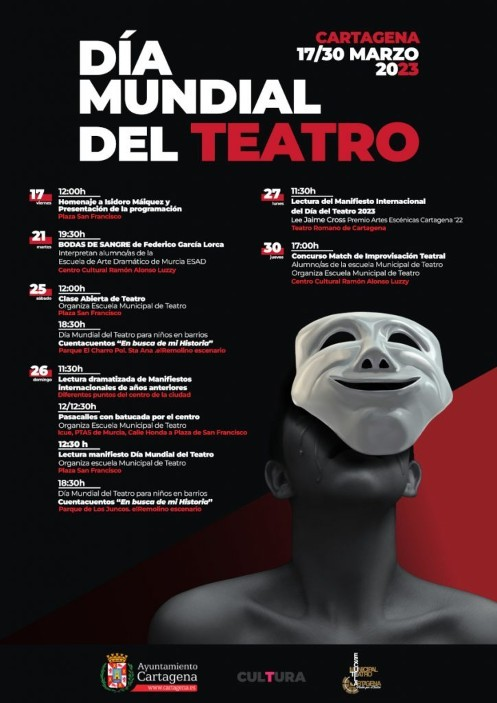 CARTAGENA
17/30 MARZO
2023
DÍA
MUNDIAL
DEL TEATRO
17
viernes
12:00h
Homenaje a Isidoro Máiquez y
Presentación de la programación
Plaza San Francisco
21
martes
19:30h
BODAS DE SANGRE de Federico García Lorca
Interpretan alumno/as de la
Escuela de Arte Dramático de Murcia ESAD
Centro Cultural Ramón Alonso Luzzy
25
sábado
12:00h
Clase Abierta de Teatro
Organiza Escuela Municipal de Teatro
Plaza San Francisco
18:30h
Día Mundial del Teatro para niños en barrios
Cuentacuentos “En busca de mi Historia”
Parque El Charro Pol. Sta Ana .elRemolino escenario
26
domingo
11:30h
Lectura dramatizada de Manifiestos
internacionales de años anteriores
Diferentes puntos del centro de la ciudad
12/12:30h
Pasacalles con batucada por el centro
Organiza Escuela Municipal de Teatro
Icue, PTAS de Murcia, Calle Honda a Plaza de San Francisco
12:30 h
Lectura manifiesto Día Mundial del Teatro
Organiza escuela Municipal de Teatro
Plaza San Francisco
18:30h
Día Mundial del Teatro para niños en barrios
Cuentacuentos “En busca de mi Historia”
Parque de Los Juncos. elRemolino escenario
27
lunes
11:30h
Lectura del Manifiesto Internacional
del Día del Teatro 2023
Lee Jaime Cross Premio Artes Escénicas Cartagena '22
Teatro Romano de Cartagena
30
jueves
17:00h
Concurso Match de Improvisación Teatral
Alumno/as de la escuela Municipal de Teatro
Organiza Escuela Municipal de Teatro
Centro Cultural Ramón Alonso Luzzy
Ayuntamiento
Cartagena
www.cartagena.es
CULTURA
MUNICIPAL
TEATRO
CARTAGENA